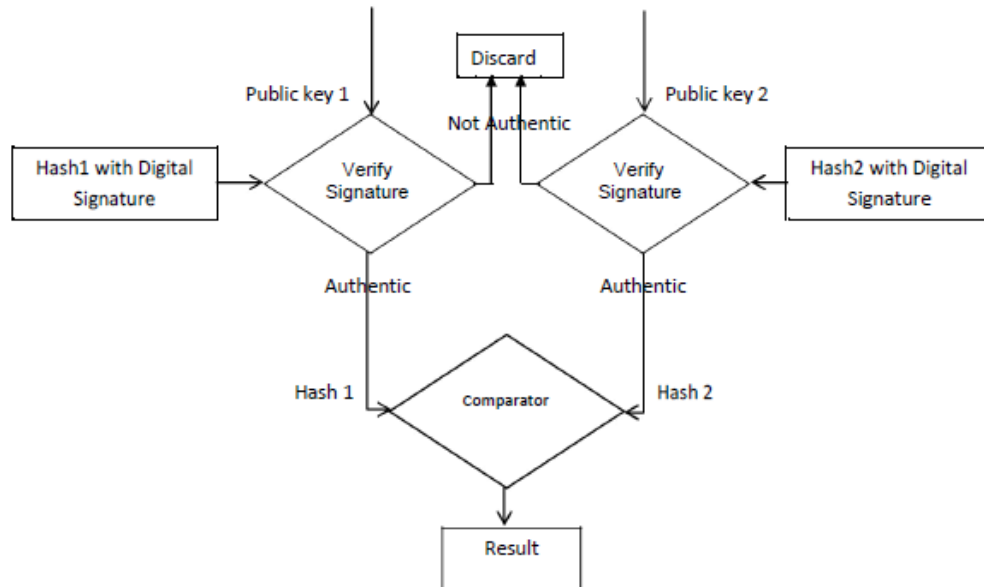 Discard
Public key 1
Public key 2
Not Authentic
Hash1 with Digital
Signature
Verify
Signature
Verify
Signature
Hash2 with Digital
Signature
Authentic
Authentic
Hash 1
Comparator
Hash 2
Result